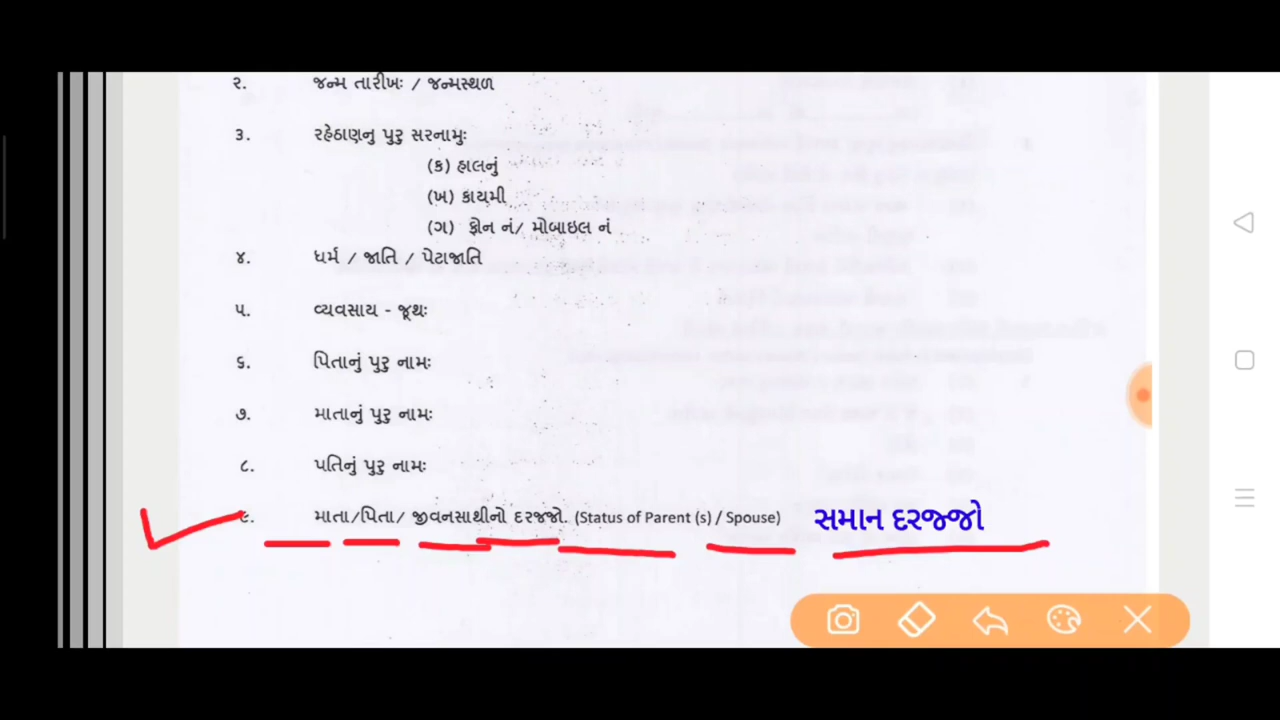 ૨. જન્મ તારીખઃ / જન્મસ્થળ
૩. રહેઠાણનુ પુરુ સરનામુઃ
(ક) હાલનું
(ખ) કાયમી
(ગ) ફોન નં/ મોબાઇલ નં
૪. ધર્મ / જાતિ / પેટાજાતિ
૫. વ્યવસાય - જૂથઃ
૬. પિતાનું પુરુ નામઃ
૭. માતાનું પુરુ નામઃ
૮. પતિનું પુરુ નામઃ
૯. માતા/પિતા/ જીવનસાથીનો દરજજો. (Status of Parent (s) / Spouse) સમાન દરજ્જો